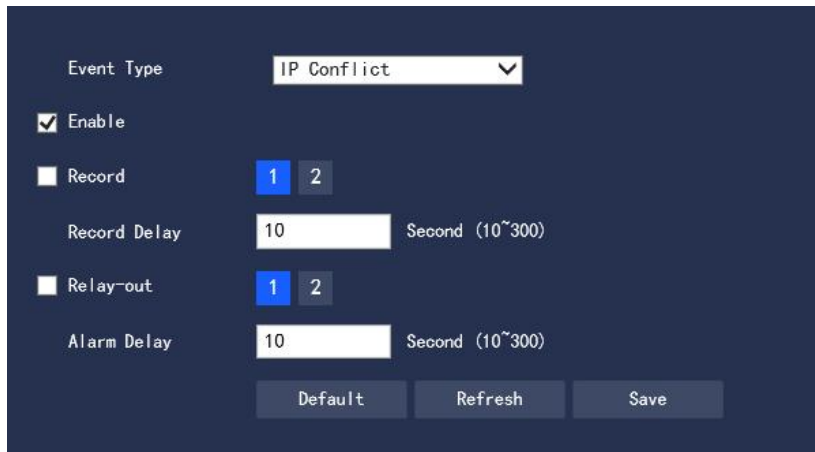 Event Type IP Conflict
Enable
Record 1 2
Record Delay 10 Second (10~300)
Relay-out 1 2
Alarm Delay 10 Second (10~300)
Default Refresh Save